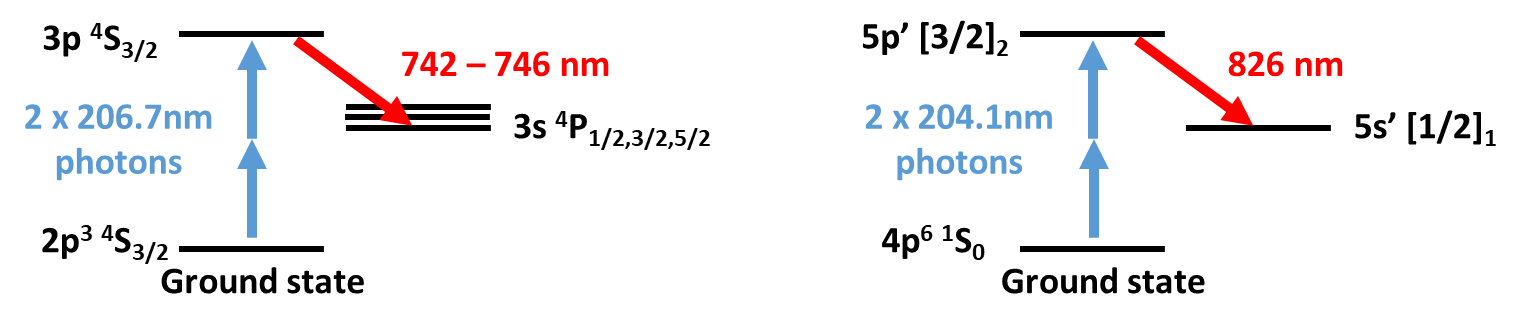 3p ⁴S₃/₂
742 – 746 nm
2 x 206.7nm
photons
3s ⁴P₁/₂,₃/₂,₅/₂
2p³ ⁴S₃/₂
Ground state
5p’ [3/2]₂
826 nm
2 x 204.1nm
photons
5s’ [1/2]₁
4p⁶ ¹S₀
Ground state